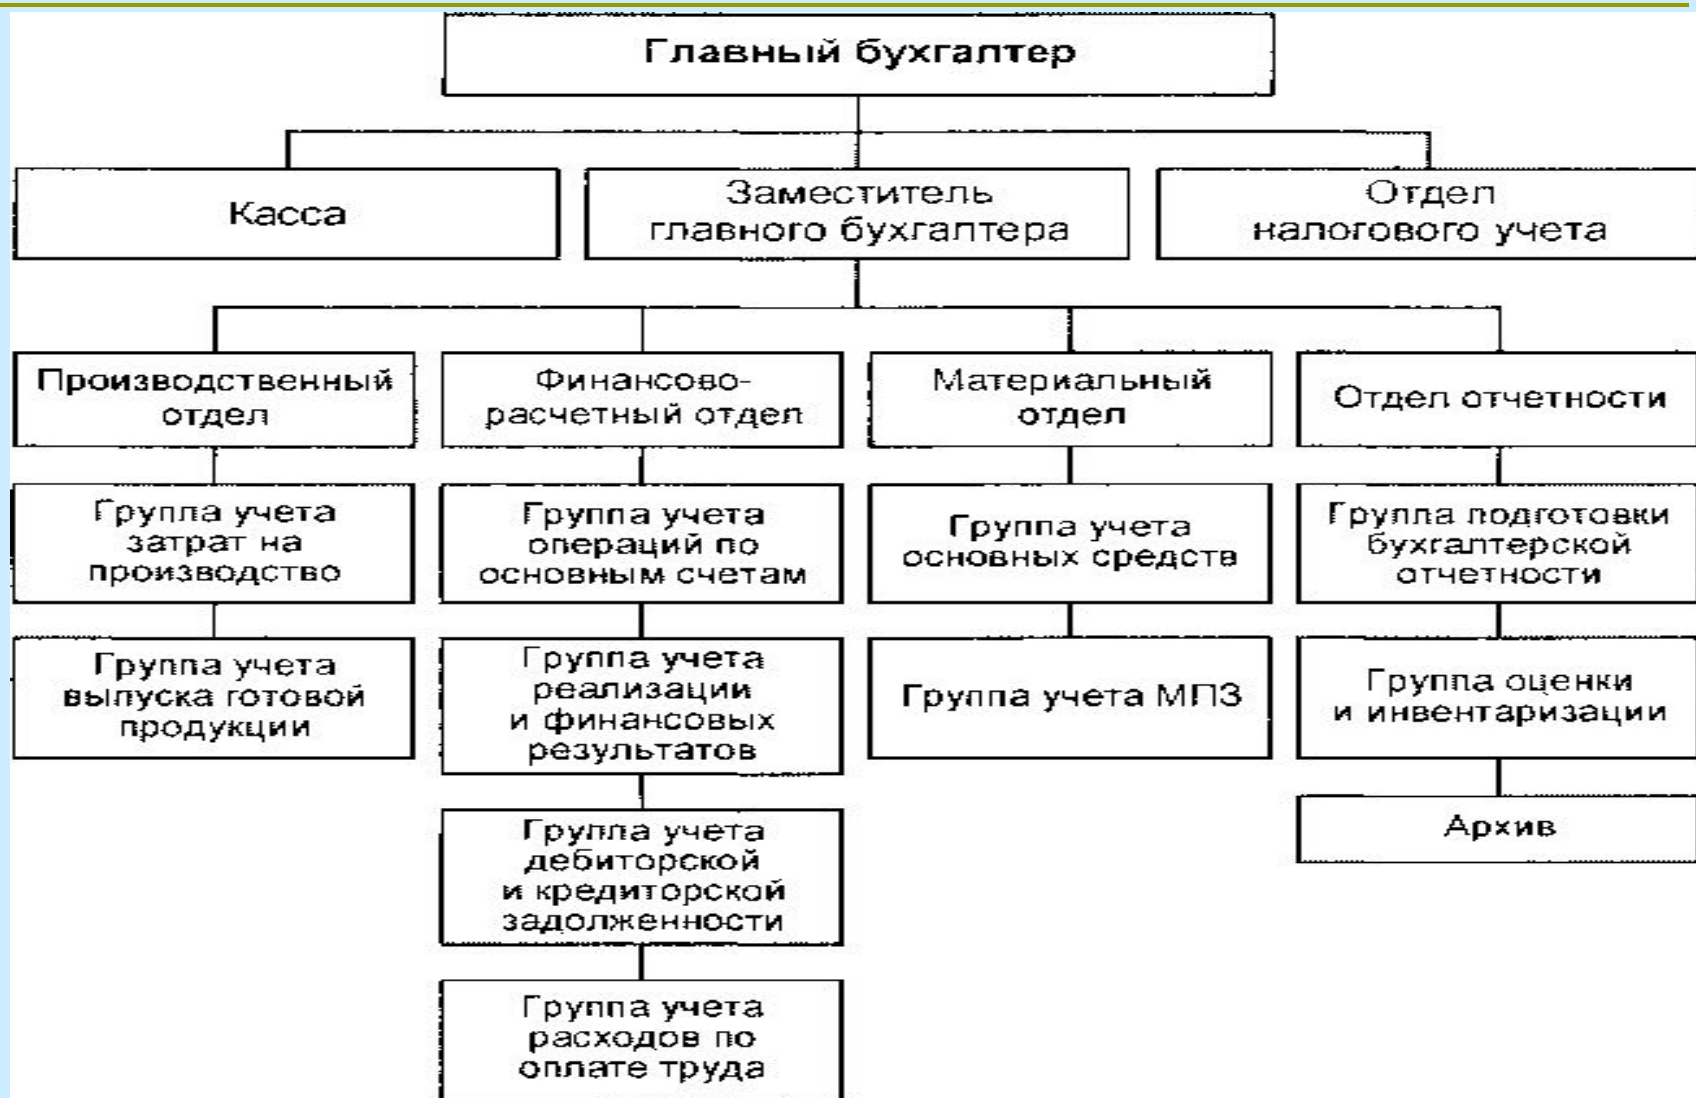 Главный бухгалтер
Касса
Заместитель
главного бухгалтера
Отдел
налогового учета
Производственный
отдел
Финансово-
расчетный отдел
Материальный
отдел
Отдел отчетности
Группа учета
затрат на
производство
Группа учета
операций по
основным счетам
Группа учета
основных средств
Группа подготовки
бухгалтерской
отчетности
Группа учета
выпуска готовой
продукции
Группа учета
реализации
и финансовых
результатов
Группа учета МПЗ
Группа оценки
и инвентаризации
Группа учета
дебиторской
и кредиторской
задолженности
Архив
Группа учета
расходов по
оплате труда